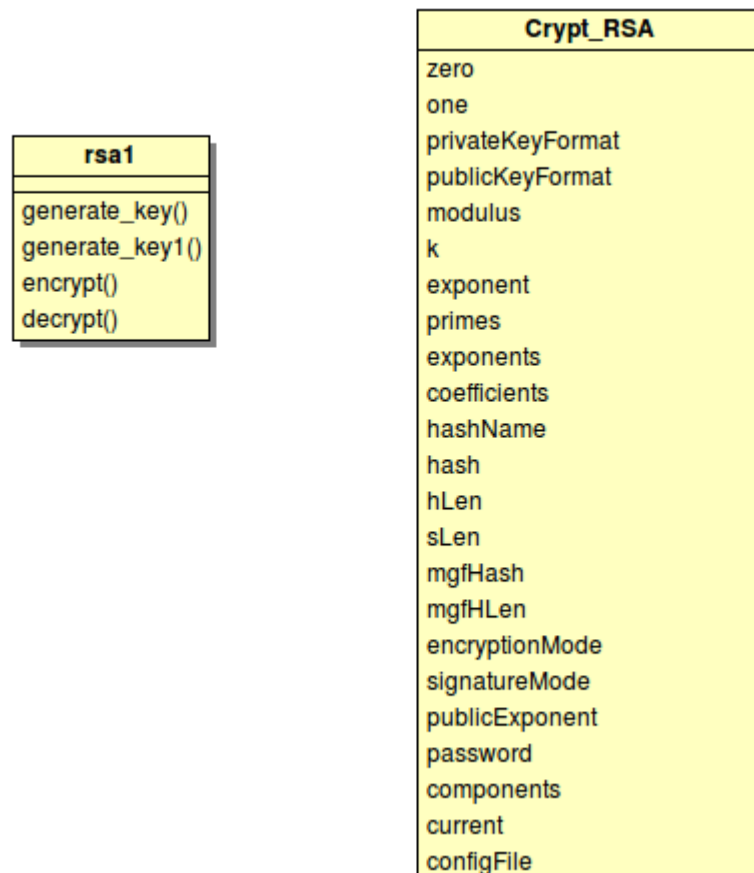 rsa1
generate_key()
generate_key1()
encrypt()
decrypt()
Crypt_RSA
zero
one
privateKeyFormat
publicKeyFormat
modulus
k
exponent
primes
exponents
coefficients
hashName
hash
hLen
sLen
mgfHash
mgfHLen
encryptionMode
signatureMode
publicExponent
password
components
current
configFile